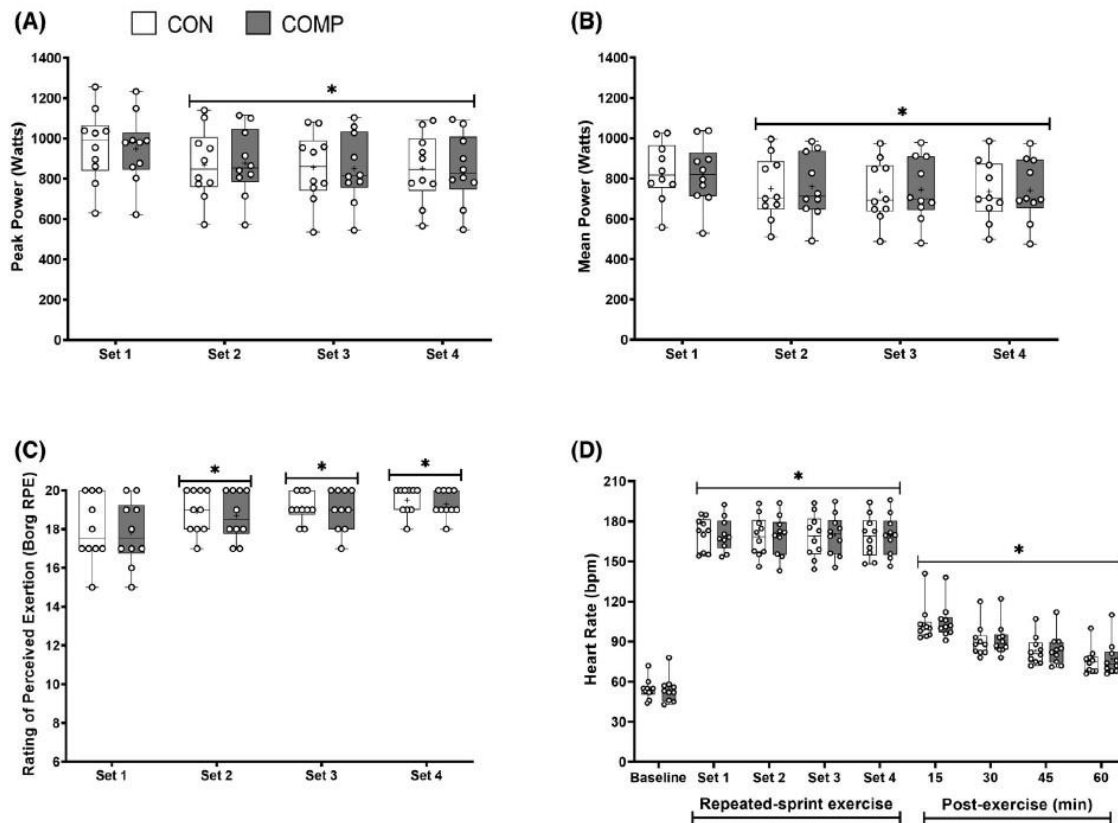 (A)
CON
COMP
*
1400
1200
1000
800
600
400
200
0
Peak Power (Watts)
Set 1
Set 2
Set 3
Set 4
(B)
*
1400
1200
1000
800
600
400
200
0
Mean Power (Watts)
Set 1
Set 2
Set 3
Set 4
(C)
*
*
*
20
18
16
14
12
10
8
6
Rating of Perceived Exertion (Borg RPE)
Set 1
Set 2
Set 3
Set 4
(D)
*
*
210
180
150
120
90
60
30
0
Heart Rate (bpm)
Baseline
Set 1
Set 2
Set 3
Set 4
15
30
45
60
Repeated-sprint exercise
Post-exercise (min)